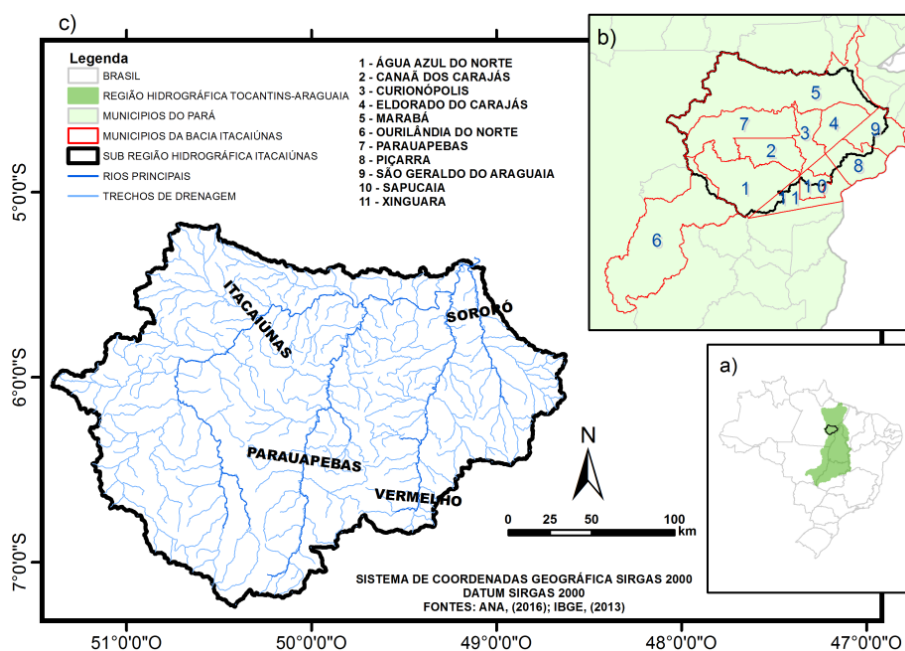 c)
Legenda
BRASIL
REGIÃO HIDROGRÁFICA TOCANTINS-ARAGUAIA
MUNICIPIOS DO PARÁ
MUNICIPIOS DA BACIA ITACAIÚNAS
SUB REGIÃO HIDROGRÁFICA ITACAIÚNAS
RIOS PRINCIPAIS
TRECHOS DE DRENAGEM
1 - ÁGUA AZUL DO NORTE
2 - CANAÃ DOS CARAJÁS
3 - CURIONÓPOLIS
4 - ELDORADO DO CARAJÁS
5 - MARABÁ
6 - OURILÂNDIA DO NORTE
7 - PARAUAPEBAS
8 - PIÇARRA
9 - SÃO GERALDO DO ARAGUAIA
10 - SAPUCAIA
11 - XINGUARA
b)
5
7
3
4
9
2
8
1
10
11
6
a)
ITACAIÚNAS
SORORÓ
PARAUAPEBAS
VERMELHO
N
0 25 50 100
km
SISTEMA DE COORDENADAS GEOGRÁFICA SIRGAS 2000
DATUM SIRGAS 2000
FONTES: ANA, (2016); IBGE, (2013)
5°0'0"S
6°0'0"S
7°0'0"S
51°0'0"O 50°0'0"O 49°0'0"O 48°0'0"O 47°0'0"O